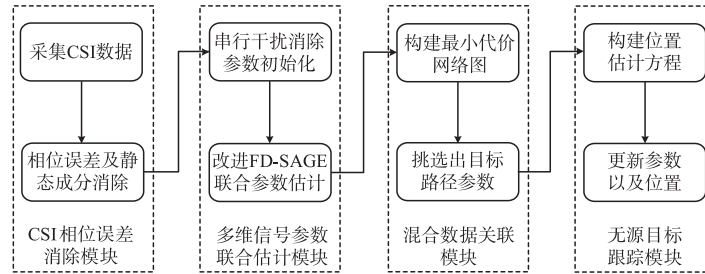 采集CSI数据
相位误差及静
态成分消除
CSI相位误差
消除模块
串行干扰消除
参数初始化
改进FD-SAGE
联合参数估计
多维信号参数
联合估计模块
构建最小代价
网络图
挑选出目标
路径参数
混合数据关联
模块
构建位置
估计方程
更新参数
以及位置
无源目标
跟踪模块